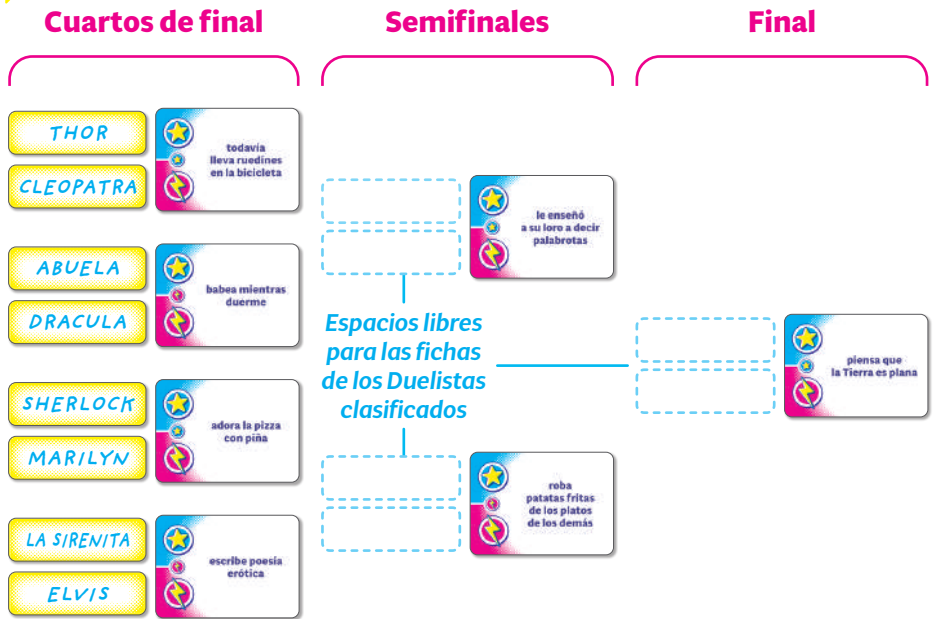 Cuartos de final
Semifinales
Final
THOR
CLEOPATRA
todavía
lleva ruedines
en la bicicleta
ABUELA
DRACULA
babea mientras
duerme
SHERLOCK
MARILYN
adora la pizza
con piña
LA SIRENITA
ELVIS
escribe poesía
erótica
le enseñó
a su loro a decir
palabrotas
Espacios libres
para las fichas
de los Duelistas
clasificados
roba
patatas fritas
de los platos
de los demás
piensa que
la Tierra es plana